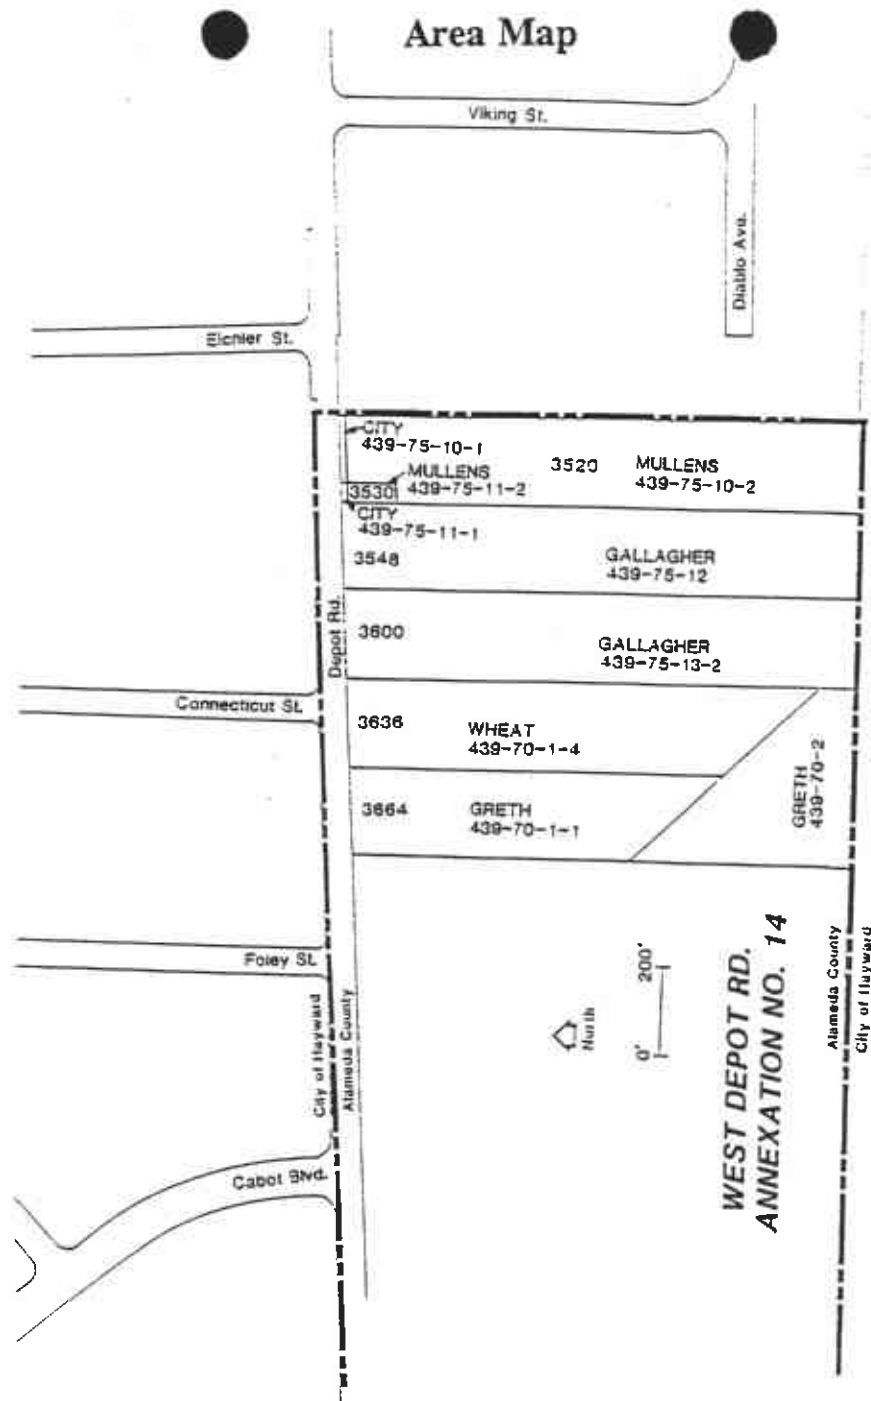 Area Map
Viking St.
Diablo Ave.
Eichler St.
CITY
439-75-10-1
3520
MULLENS
439-75-10-2
MULLENS
439-75-11-2
3530
CITY
439-75-11-1
3548
GALLAGHER
439-75-12
Depot Rd.
3600
GALLAGHER
439-75-13-2
Connecticut St.
3636
WHEAT
439-70-1-4
GRETH
439-70-2
3664
GRETH
439-70-1-1
Foley St.
City of Hayward
Alameda County
North
0'
200'
WEST DEPOT RD.
ANNEXATION NO. 14
Alameda County
City of Hayward
Cabot Blvd.